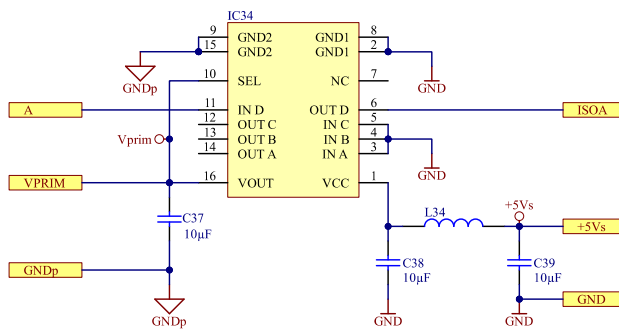 IC34
9 GND2 GND1 8
15 GND2 GND1 2
GNDp GND
10 SEL NC 7
A 11 IN D OUT D 6 ISOA
12 OUT C IN C 5
Vprim 13 OUT B IN B 4
14 OUT A IN A 3
GND
VPRIM 16 VOUT VCC 1
L34 +5Vs
C37 +5Vs
10µF
C38 C39
GNDp 10µF 10µF
GND
GNDp GND GND